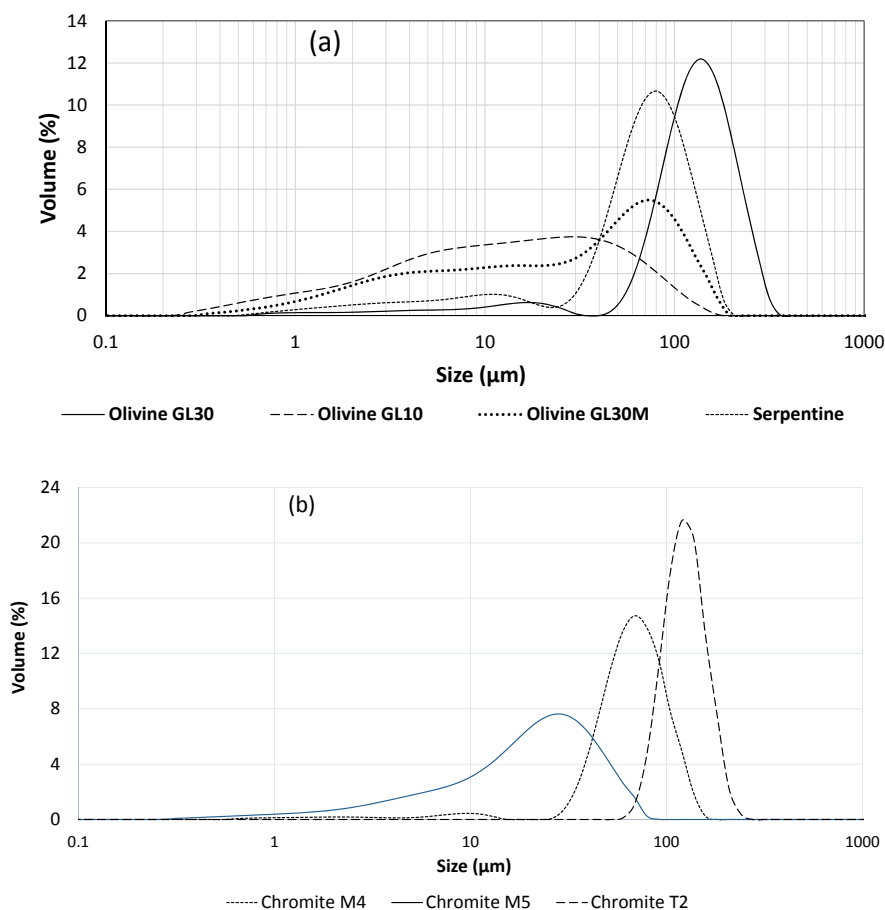 (a)
14
12
10
8
6
4
2
0
Volume (%)
0.1 1 10 100 1000
Size (μm)
Olivine GL30 Olivine GL10 Olivine GL30M Serpentine
(b)
24
20
16
12
8
4
0
Volume (%)
0.1 1 10 100 1000
Size (μm)
Chromite M4 Chromite M5 Chromite T2